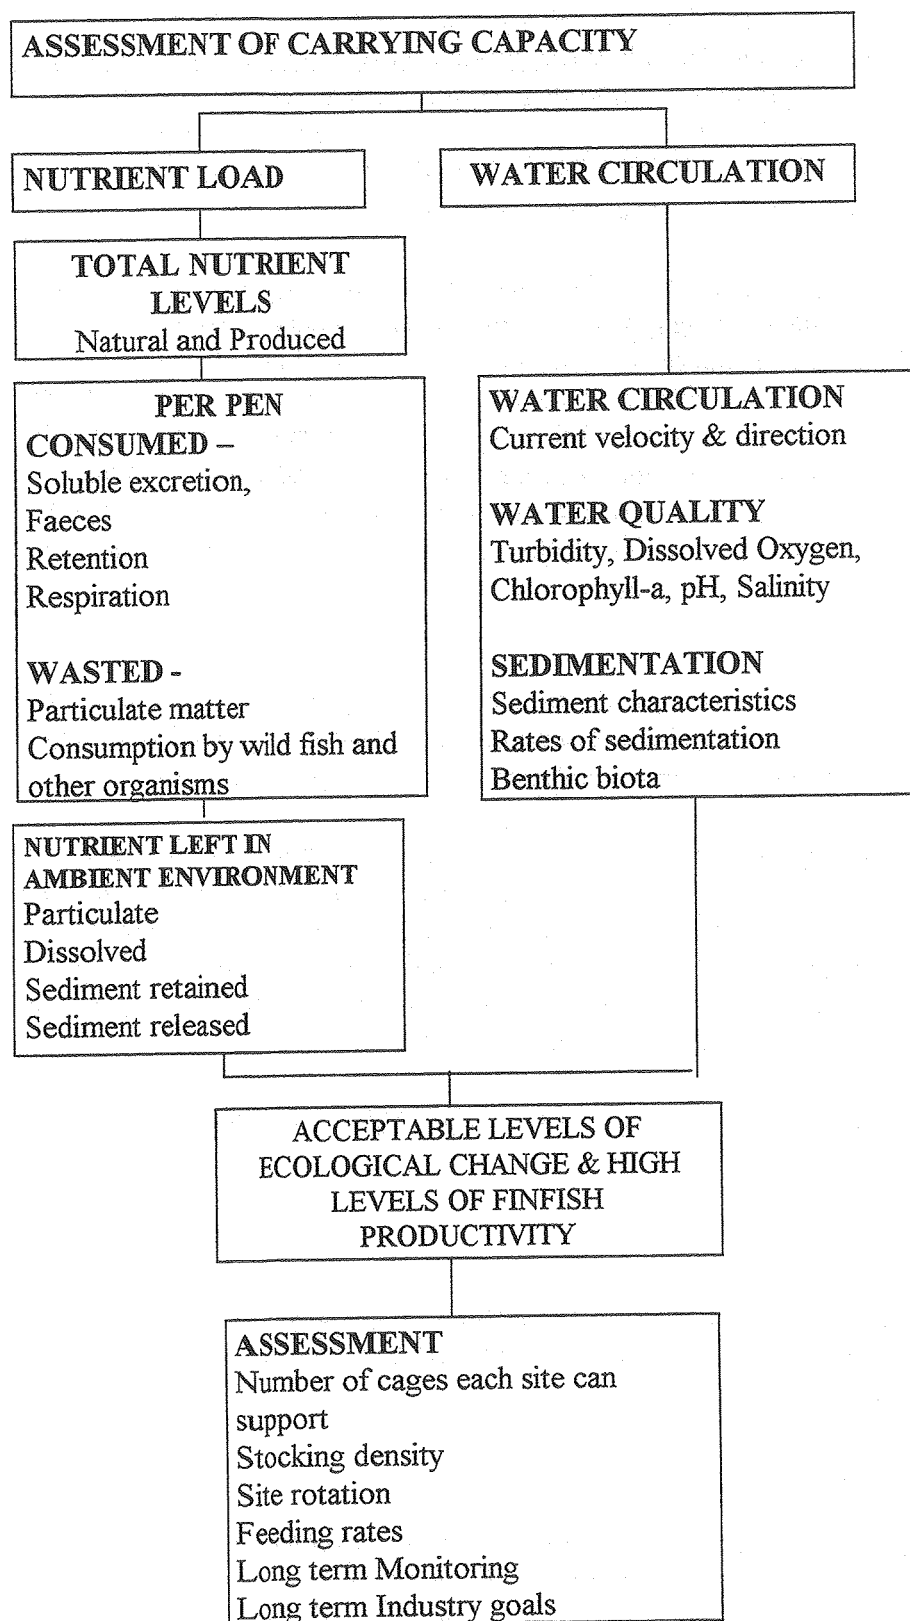 ASSESSMENT OF CARRYING CAPACITY
NUTRIENT LOAD
WATER CIRCULATION
TOTAL NUTRIENT
LEVELS
Natural and Produced
PER PEN
CONSUMED –
Soluble excretion,
Faeces
Retention
Respiration
WASTED -
Particulate matter
Consumption by wild fish and
other organisms
WATER CIRCULATION
Current velocity & direction
WATER QUALITY
Turbidity, Dissolved Oxygen,
Chlorophyll-a, pH, Salinity
SEDIMENTATION
Sediment characteristics
Rates of sedimentation
Benthic biota
NUTRIENT LEFT IN
AMBIENT ENVIRONMENT
Particulate
Dissolved
Sediment retained
Sediment released
ACCEPTABLE LEVELS OF
ECOLOGICAL CHANGE & HIGH
LEVELS OF FINFISH
PRODUCTIVITY
ASSESSMENT
Number of cages each site can
support
Stocking density
Site rotation
Feeding rates
Long term Monitoring
Long term Industry goals